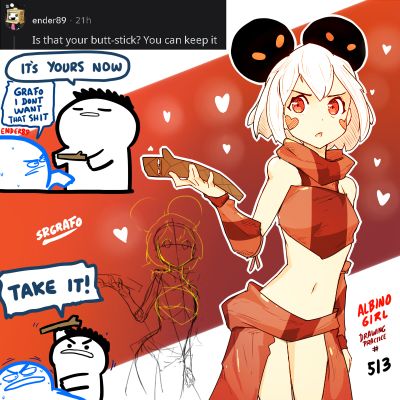 ender89 · 21h
Is that your butt-stick? You can keep it
IT'S YOURS NOW
GRAFO
I DONT
WANT
THAT SHIT
ENDER89
SRGRAFO
TAKE IT!
ALBINO
GIRL
DRAWING
PRACTICE
#
513